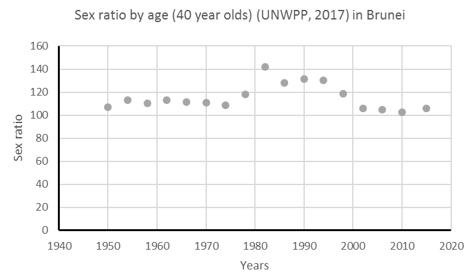 Sex ratio by age (40 year olds) (UNWPP, 2017) in Brunei
160
140
120
100
80
60
40
20
0
Sex ratio
1940 1950 1960 1970 1980 1990 2000 2010 2020
Years